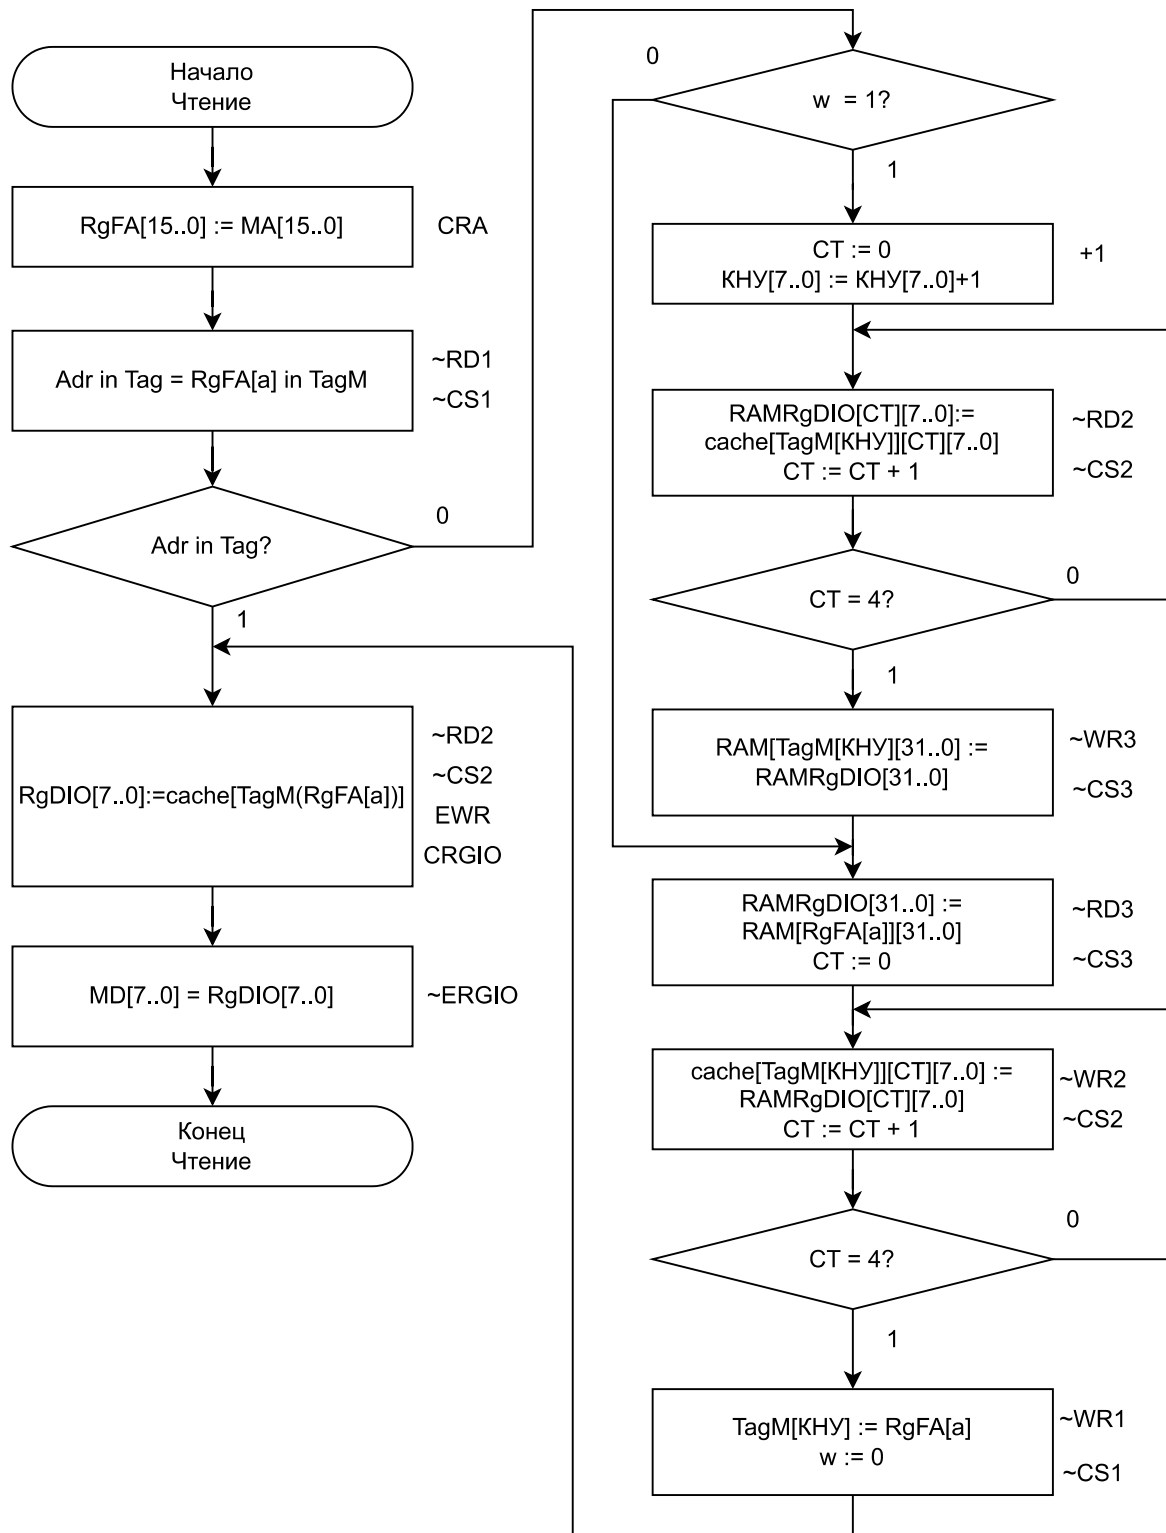 Начало
Чтение
RgFA[15..0] := MA[15..0]
CRA
Adr in Tag = RgFA[a] in TagM
~RD1
~CS1
Adr in Tag?
0
1
RgDIO[7..0]:=cache[TagM(RgFA[a])]
~RD2
~CS2
EWR
CRGIO
MD[7..0] = RgDIO[7..0]
~ERGIO
Конец
Чтение
w = 1?
0
1
CT := 0
КНУ[7..0] := КНУ[7..0]+1
+1
RAMRgDIO[CT][7..0]:=
cache[TagM[КНУ]][CT][7..0]
CT := CT + 1
~RD2
~CS2
CT = 4?
0
1
RAM[TagM[КНУ][31..0] :=
RAMRgDIO[31..0]
~WR3
~CS3
RAMRgDIO[31..0] :=
RAM[RgFA[a]][31..0]
CT := 0
~RD3
~CS3
cache[TagM[КНУ]][CT][7..0] :=
RAMRgDIO[CT][7..0]
CT := CT + 1
~WR2
~CS2
CT = 4?
0
1
TagM[КНУ] := RgFA[a]
w := 0
~WR1
~CS1